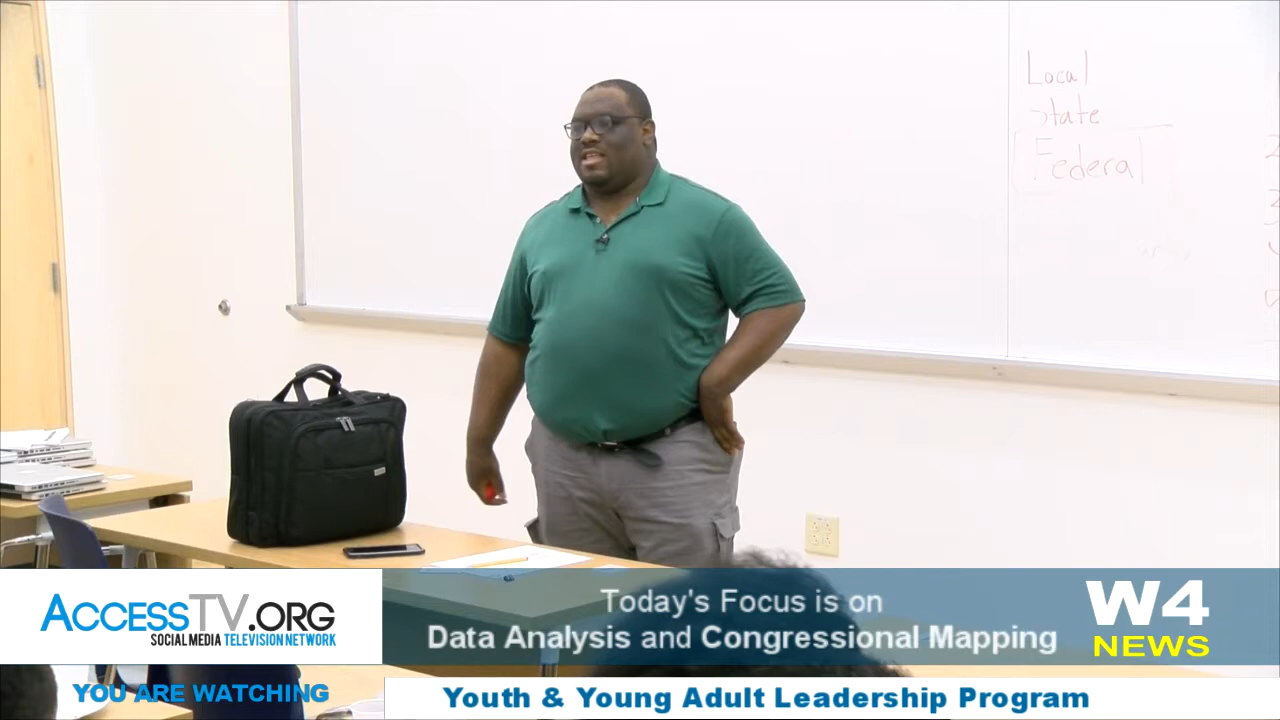 Local
State
Federal
ACCESSTV.ORG
SOCIAL MEDIA TELEVISION NETWORK
Today's Focus is on
Data Analysis and Congressional Mapping
W4
NEWS
YOU ARE WATCHING
Youth & Young Adult Leadership Program